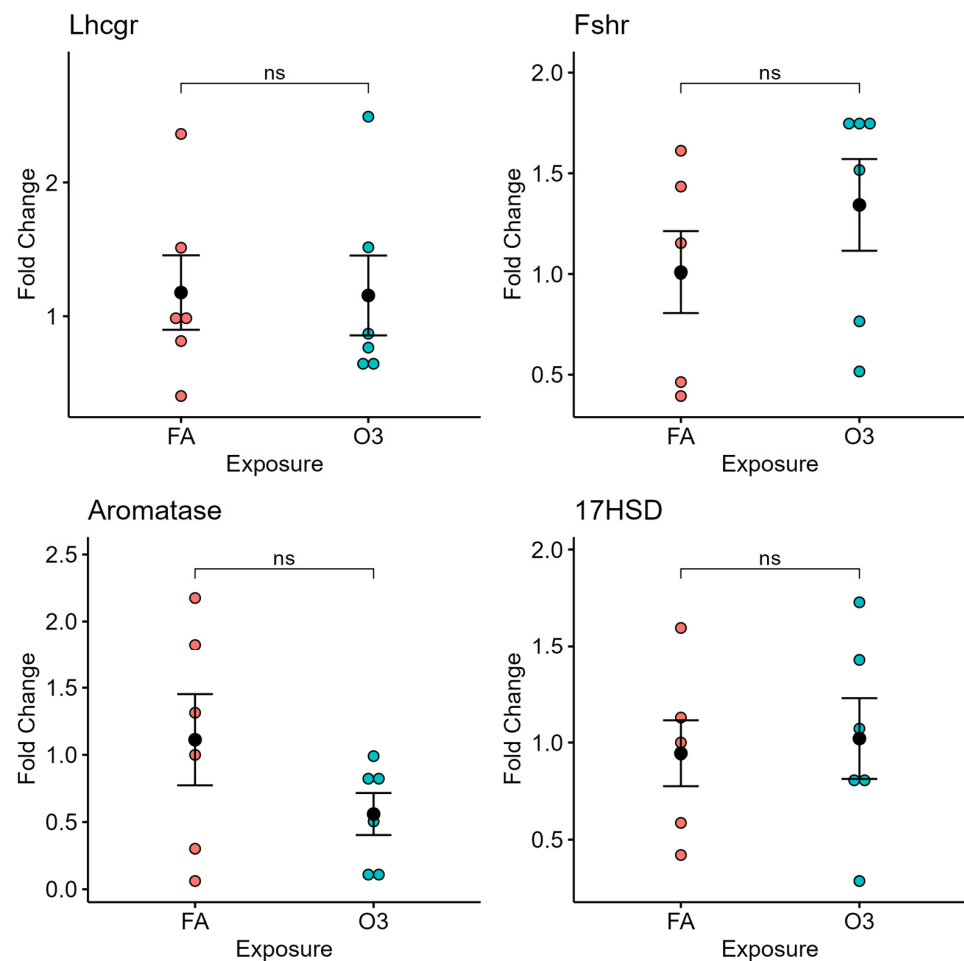 Lhcgr
ns
Fold Change
2
1
FA
O3
Exposure
Fshr
ns
Fold Change
2.0
1.5
1.0
0.5
FA
O3
Exposure
Aromatase
ns
Fold Change
2.5
2.0
1.5
1.0
0.5
0.0
FA
O3
Exposure
17HSD
ns
Fold Change
2.0
1.5
1.0
0.5
FA
O3
Exposure